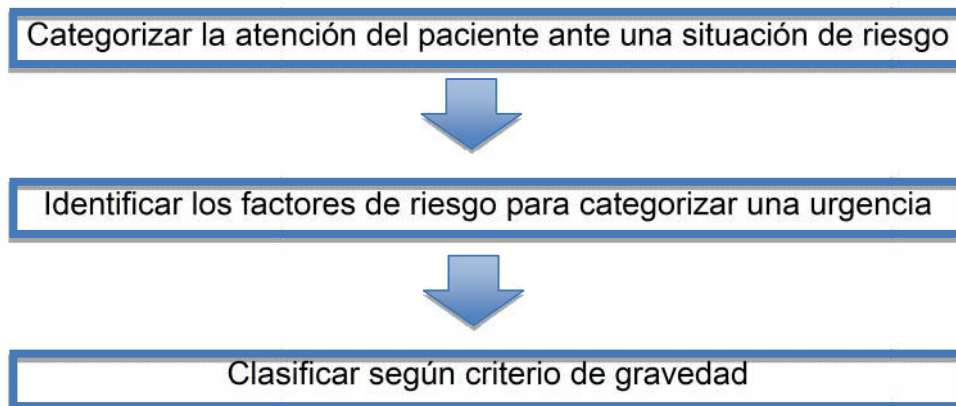 Categorizar la atención del paciente ante una situación de riesgo
Identificar los factores de riesgo para categorizar una urgencia
Clasificar según criterio de gravedad